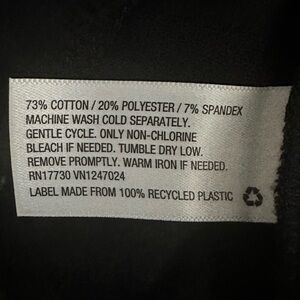 73% COTTON / 20% POLYESTER / 7% SPANDEX
MACHINE WASH COLD SEPARATELY.
GENTLE CYCLE. ONLY NON-CHLORINE
BLEACH IF NEEDED. TUMBLE DRY LOW.
REMOVE PROMPTLY. WARM IRON IF NEEDED.
RN17730 VN1247024
LABEL MADE FROM 100% RECYCLED PLASTIC